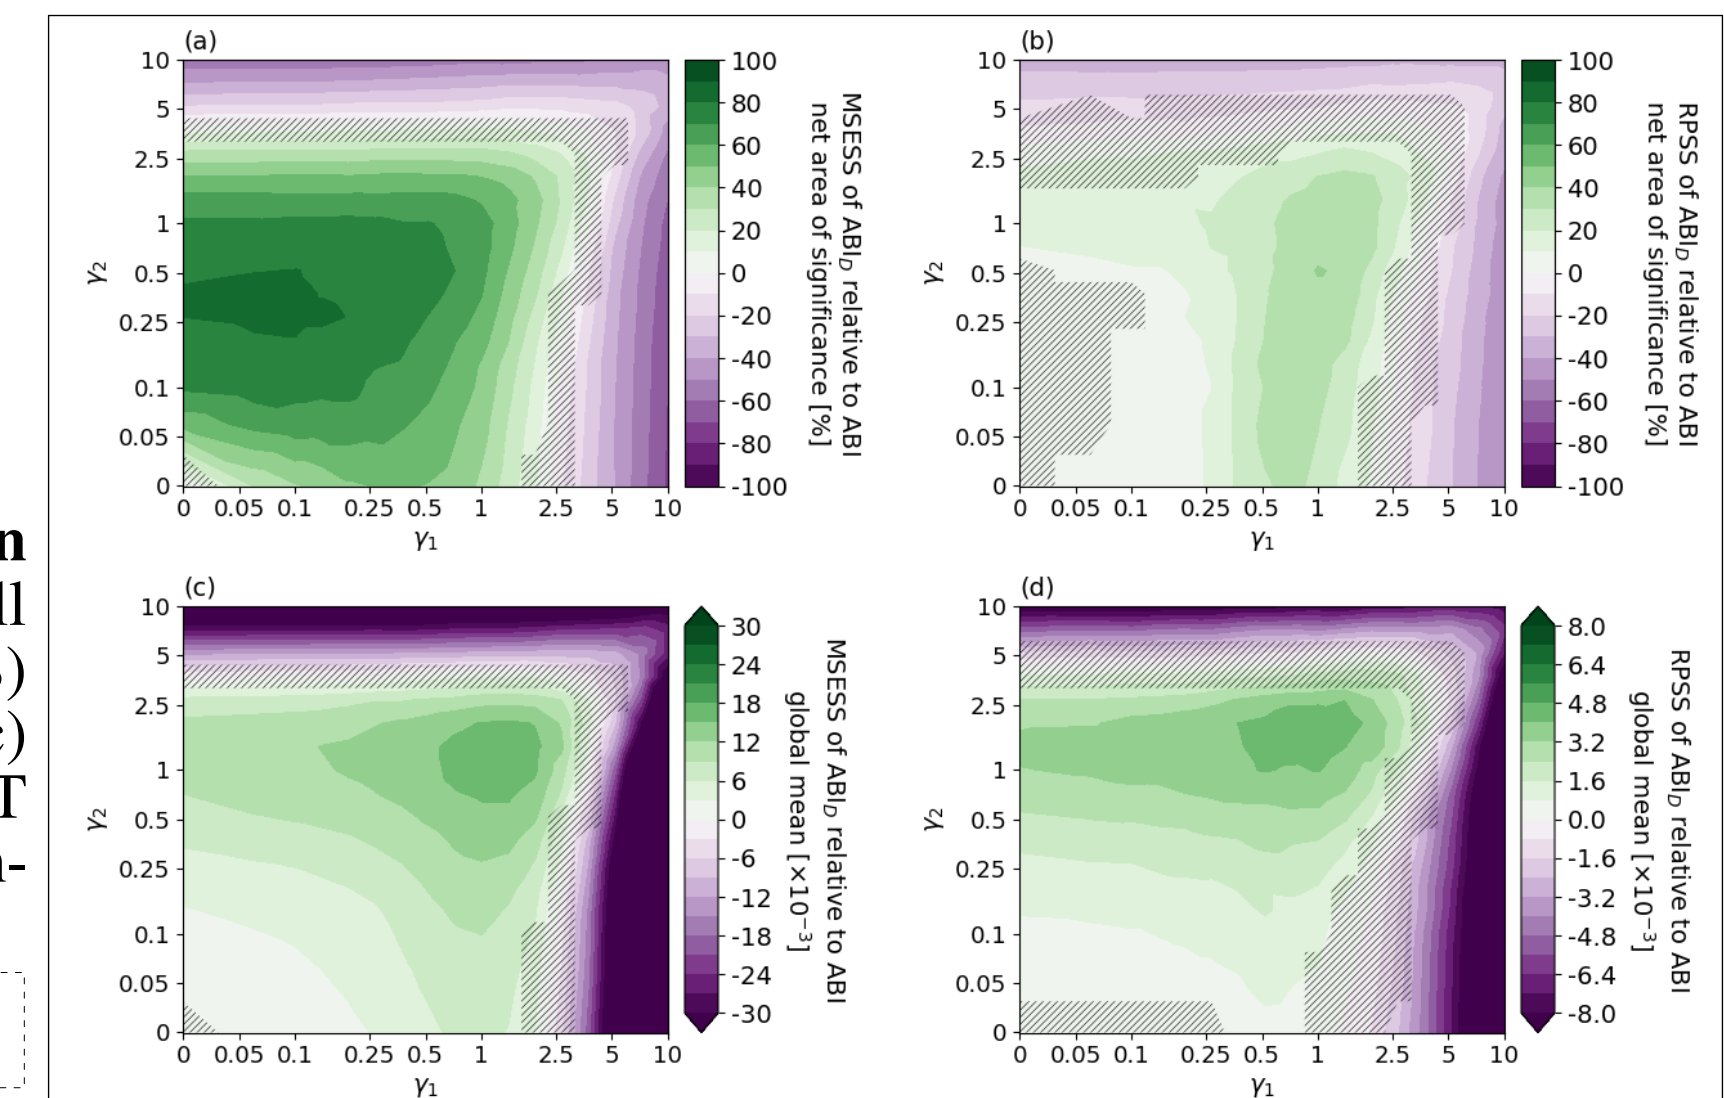 (a)
10
5
2.5
1
0.5
0.25
0.1
0.05
0
γ2
0 0.05 0.1 0.25 0.5 1 2.5 5 10
γ1
100
80
60
40
20
0
-20
-40
-60
-80
-100
MSESS of ABID relative to ABI
net area of significance [%]
(b)
10
5
2.5
1
0.5
0.25
0.1
0.05
0
γ2
0 0.05 0.1 0.25 0.5 1 2.5 5 10
γ1
100
80
60
40
20
0
-20
-40
-60
-80
-100
RPSS of ABID relative to ABI
net area of significance [%]
n
ll
s)
c)
T
-
(c)
10
5
2.5
1
0.5
0.25
0.1
0.05
0
γ2
0 0.05 0.1 0.25 0.5 1 2.5 5 10
γ1
30
24
18
12
6
0
-6
-12
-18
-24
-30
MSESS of ABID relative to ABI
global mean [×10−3]
(d)
10
5
2.5
1
0.5
0.25
0.1
0.05
0
γ2
0 0.05 0.1 0.25 0.5 1 2.5 5 10
γ1
8.0
6.4
4.8
3.2
1.6
0.0
-1.6
-3.2
-4.8
-6.4
-8.0
RPSS of ABID relative to ABI
global mean [×10−3]